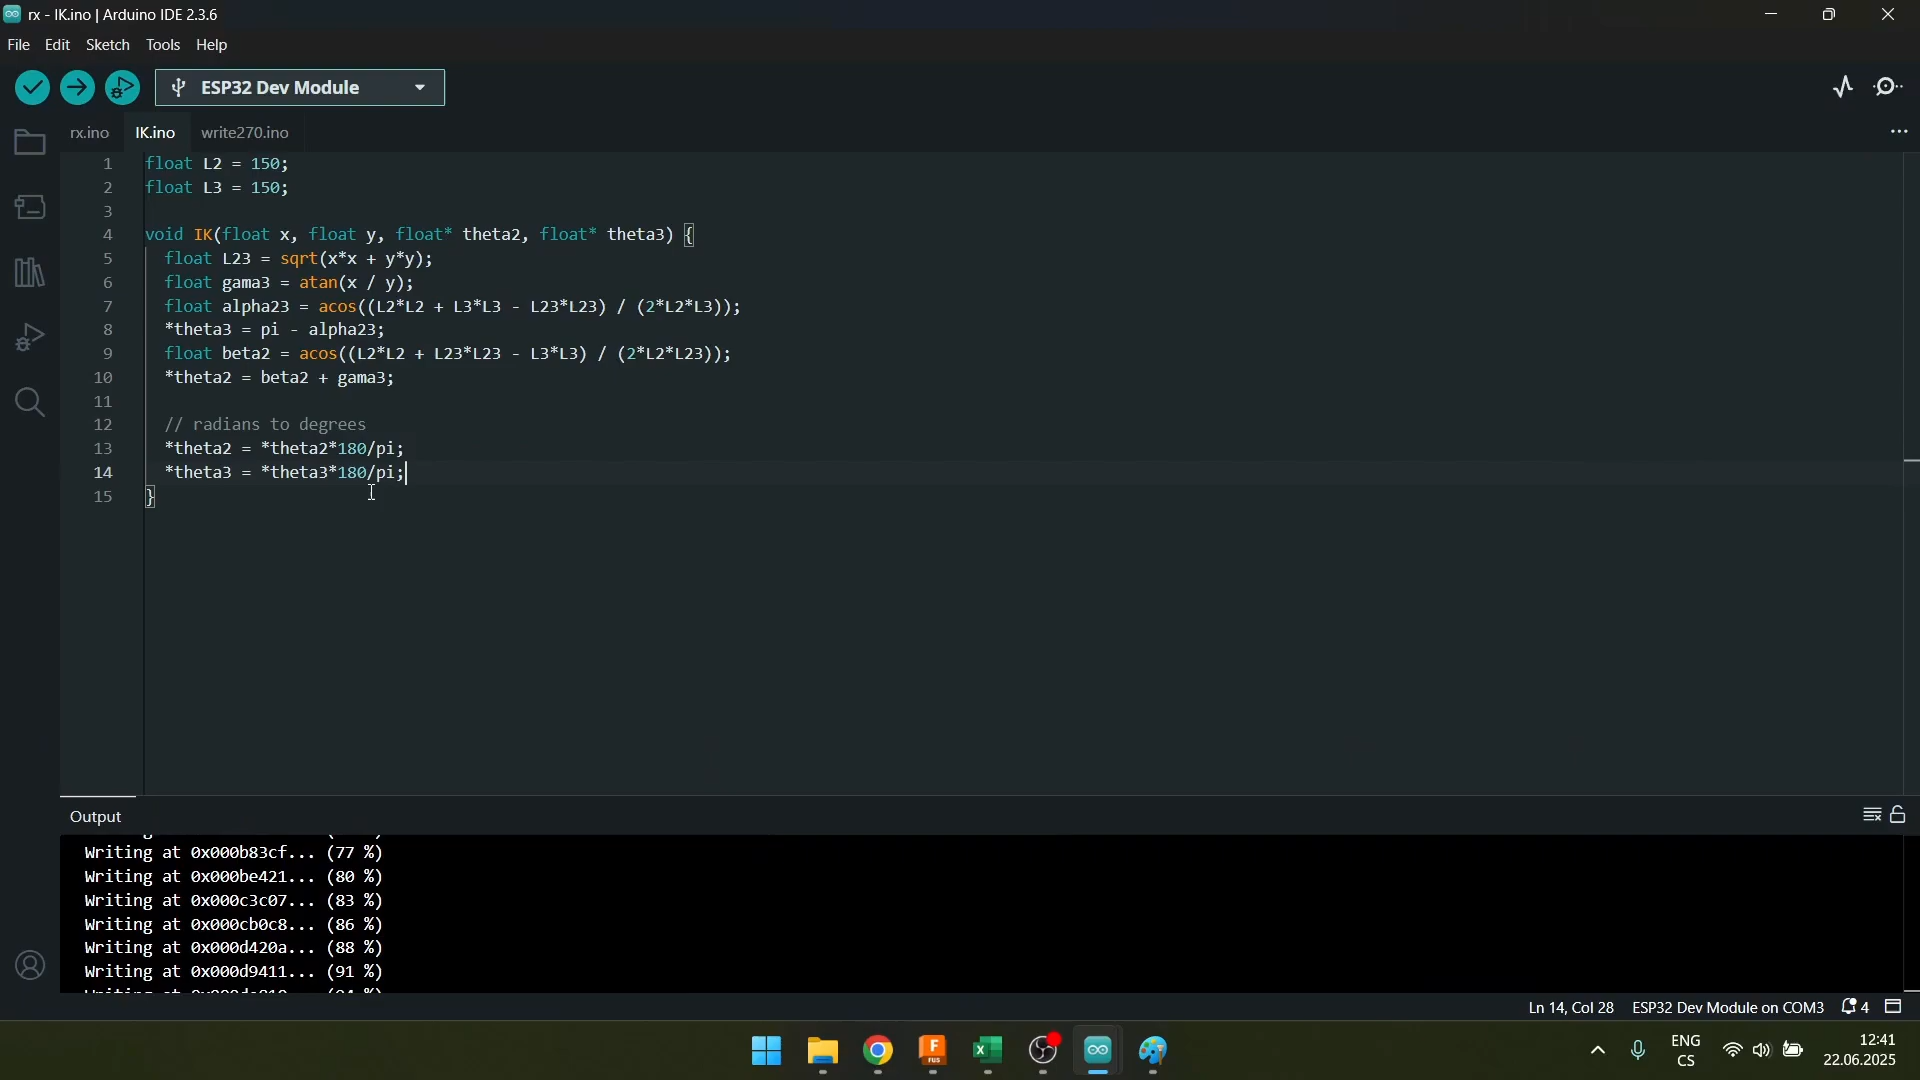 rx - IK.ino | Arduino IDE 2.3.6
File Edit Sketch Tools Help
ESP32 Dev Module
rx.ino IK.ino write270.ino
1 float L2 = 150;
2 float L3 = 150;
3
4 void IK(float x, float y, float* theta2, float* theta3) {
5 float L23 = sqrt(x*x + y*y);
6 float gama3 = atan(x / y);
7 float alpha23 = acos((L2*L2 + L3*L3 - L23*L23) / (2*L2*L3));
8 *theta3 = pi - alpha23;
9 float beta2 = acos((L2*L2 + L23*L23 - L3*L3) / (2*L2*L23));
10 *theta2 = beta2 + gama3;
11
12 // radians to degrees
13 *theta2 = *theta2*180/pi;
14 *theta3 = *theta3*180/pi;
15 }
Output
Writing at 0x000b83cf... (77 %)
Writing at 0x000be421... (80 %)
Writing at 0x000c3c07... (83 %)
Writing at 0x000cb0c8... (86 %)
Writing at 0x000d420a... (88 %)
Writing at 0x000d9411... (91 %)
Ln 14, Col 28 ESP32 Dev Module on COM3 4
F
FUS
X
ENG
CS
12:41
22.06.2025